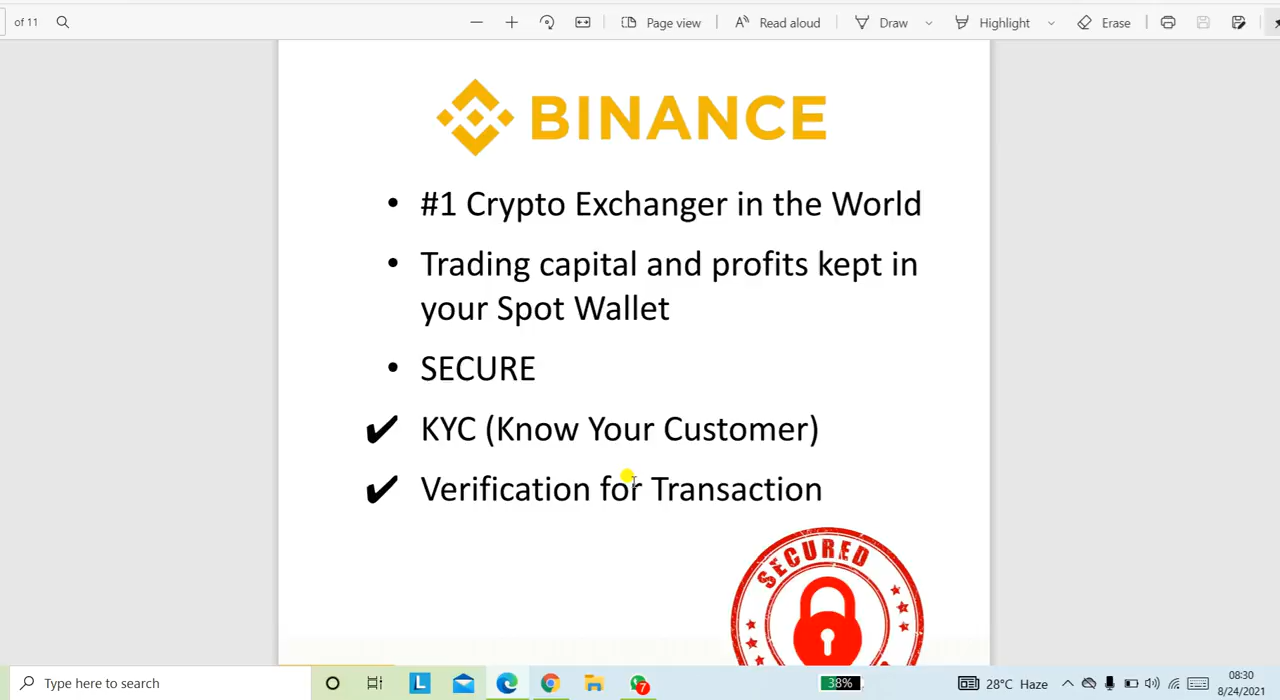 of 11
Page view
Read aloud
Draw
Highlight
Erase
BINANCE
• #1 Crypto Exchanger in the World
• Trading capital and profits kept in
your Spot Wallet
• SECURE
✔ KYC (Know Your Customer)
✔ Verification for Transaction
SECURED
Type here to search
L
7
38%
28°C Haze
08:30
8/24/2021